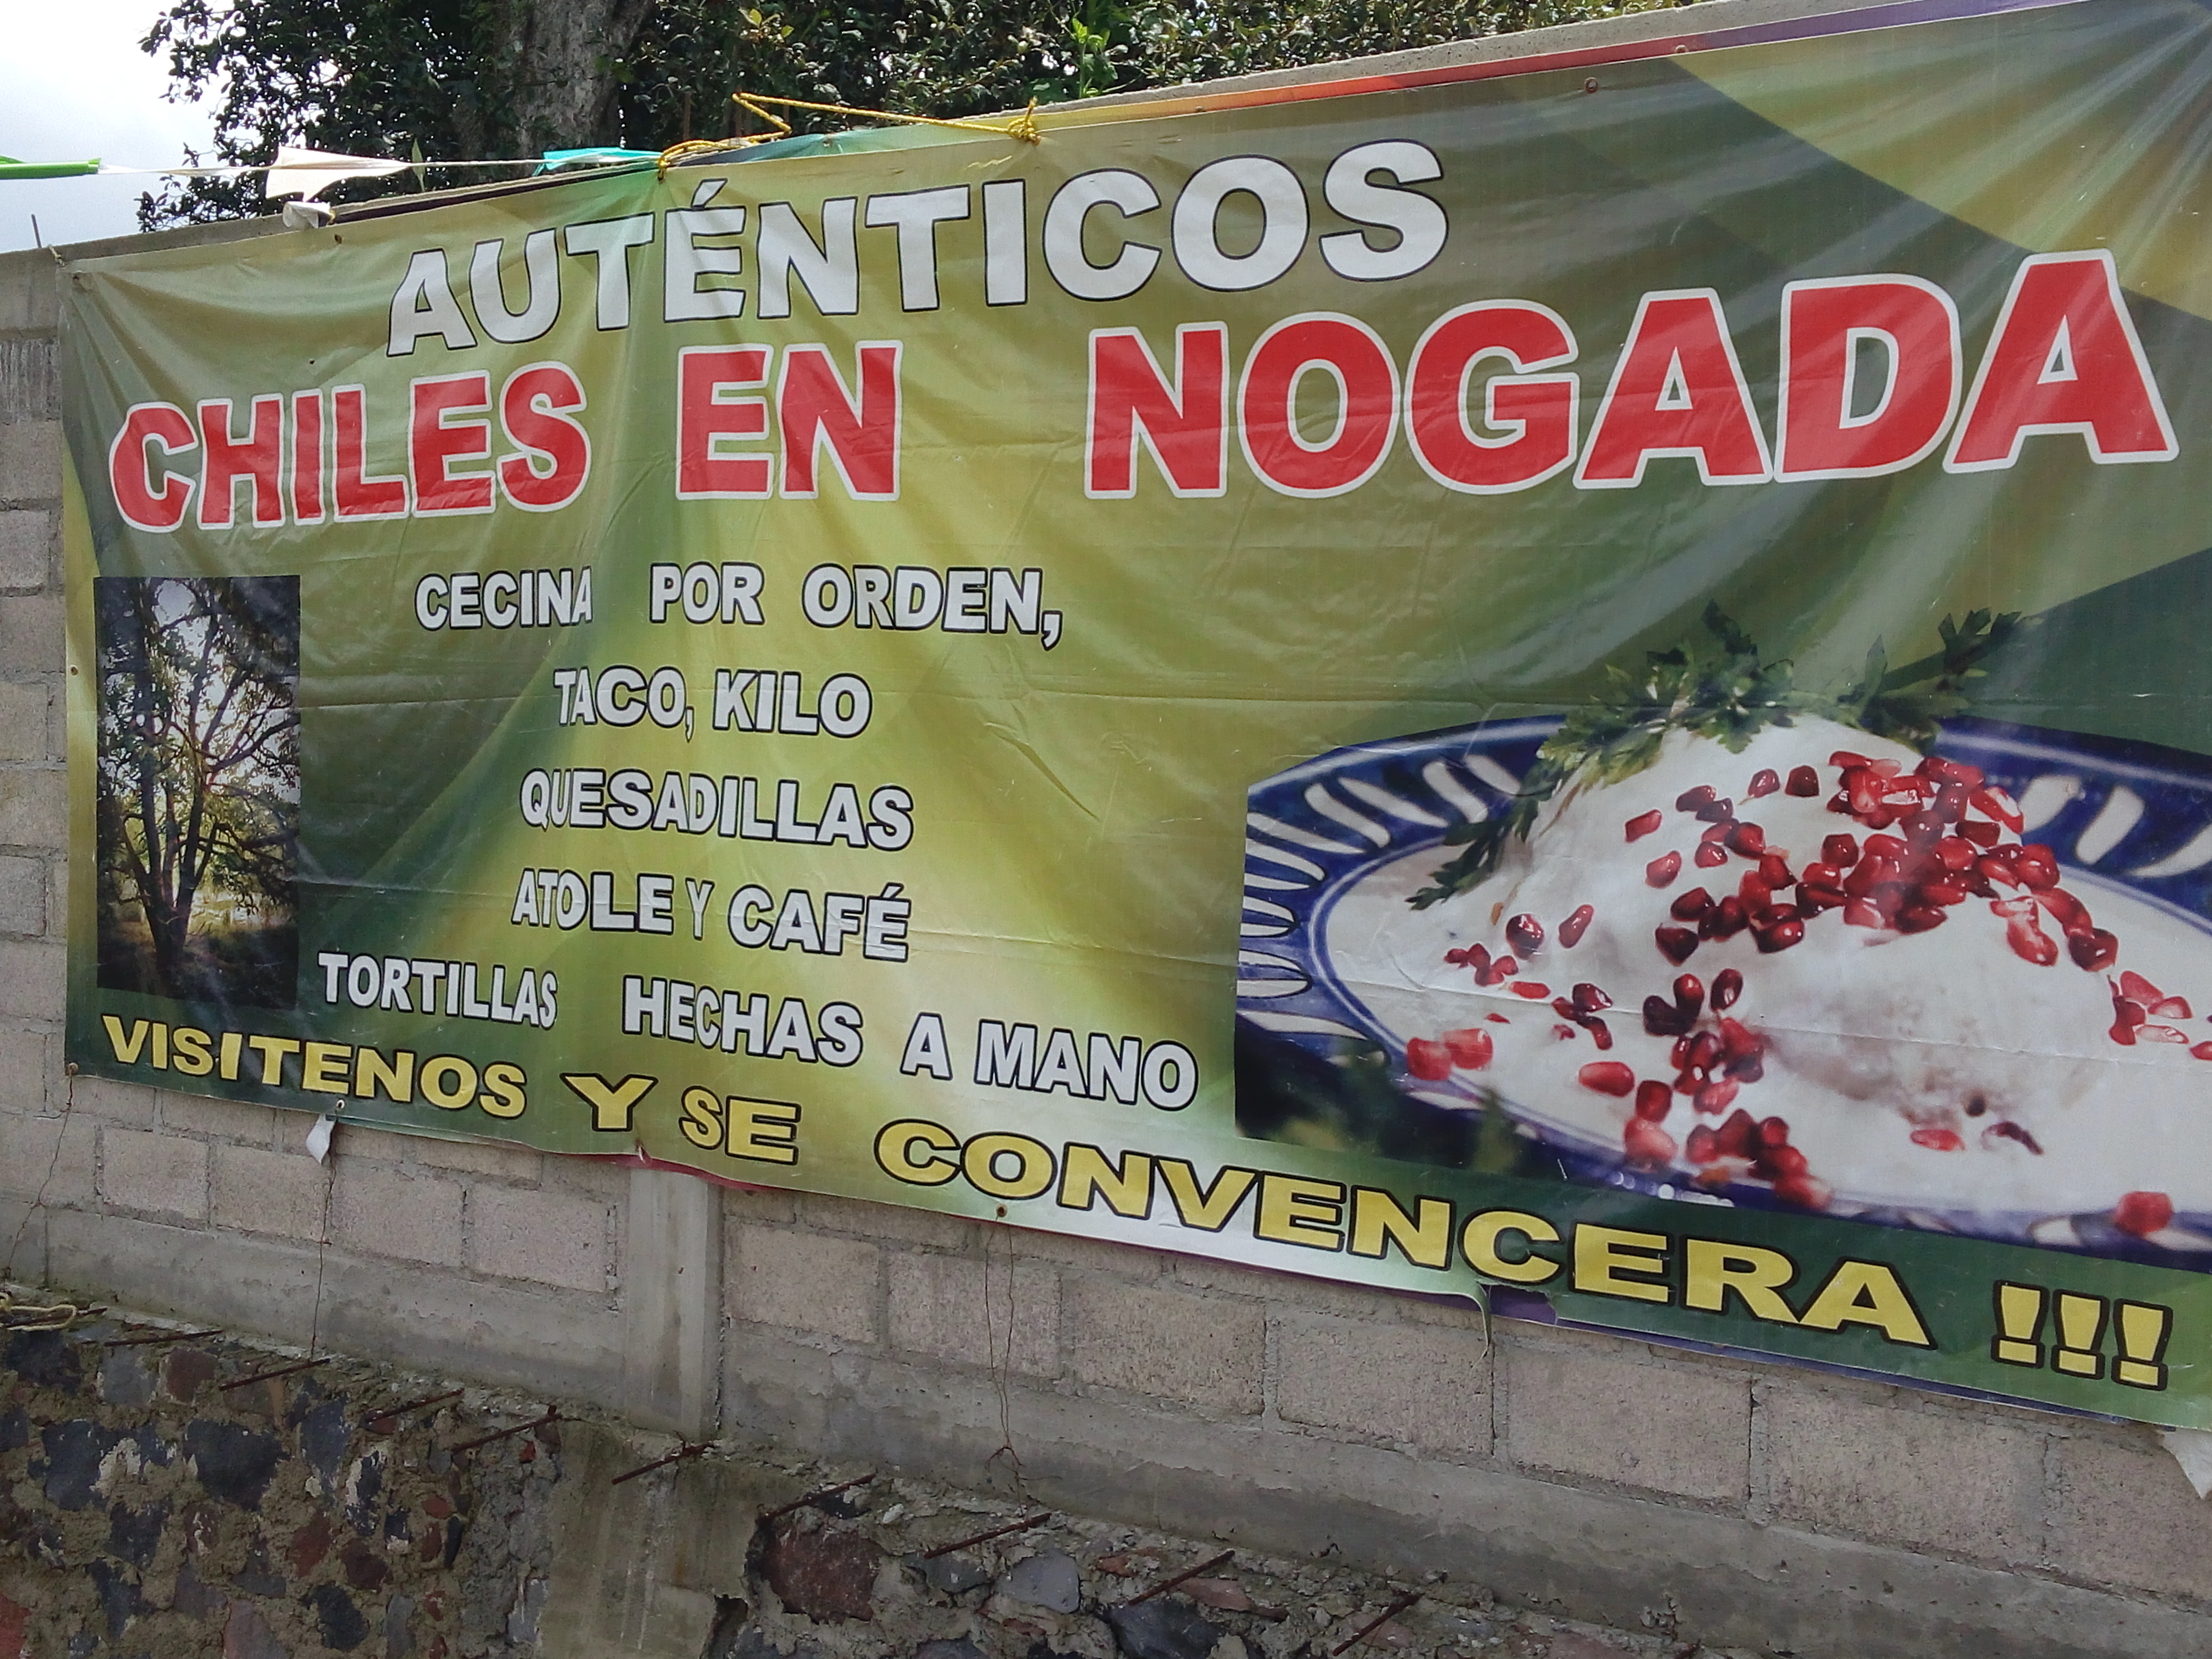 AUTÉNTICOS
CHILES EN NOGADA
CECINA POR ORDEN,
TACO, KILO
QUESADILLAS
ATOLE Y CAFÉ
TORTILLAS HECHAS A MANO
VISITENOS Y SE CONVENCERA !!!